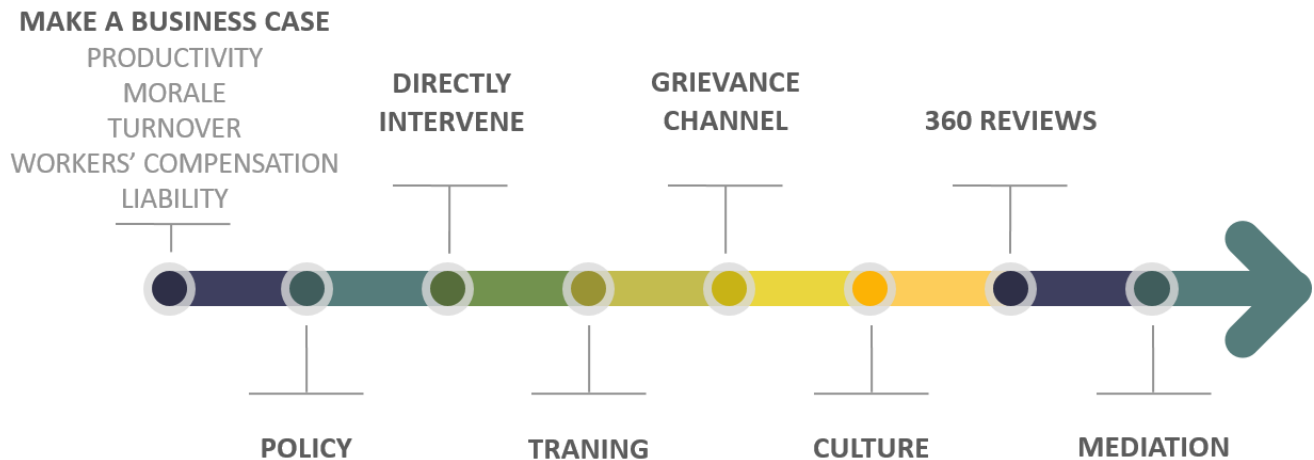 MAKE A BUSINESS CASE
PRODUCTIVITY
MORALE
TURNOVER
WORKERS’ COMPENSATION
LIABILITY
DIRECTLY
INTERVENE
GRIEVANCE
CHANNEL
360 REVIEWS
POLICY
TRANING
CULTURE
MEDIATION